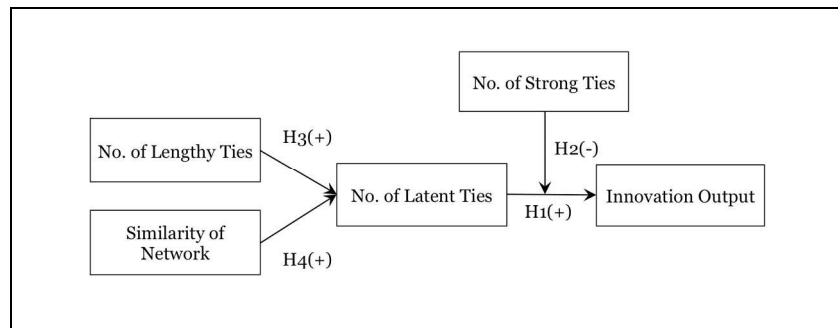 No. of Strong Ties
H3(+)
No. of Lengthy Ties
H2(-)
No. of Latent Ties
Innovation Output
H1(+)
Similarity of
Network
H4(+)